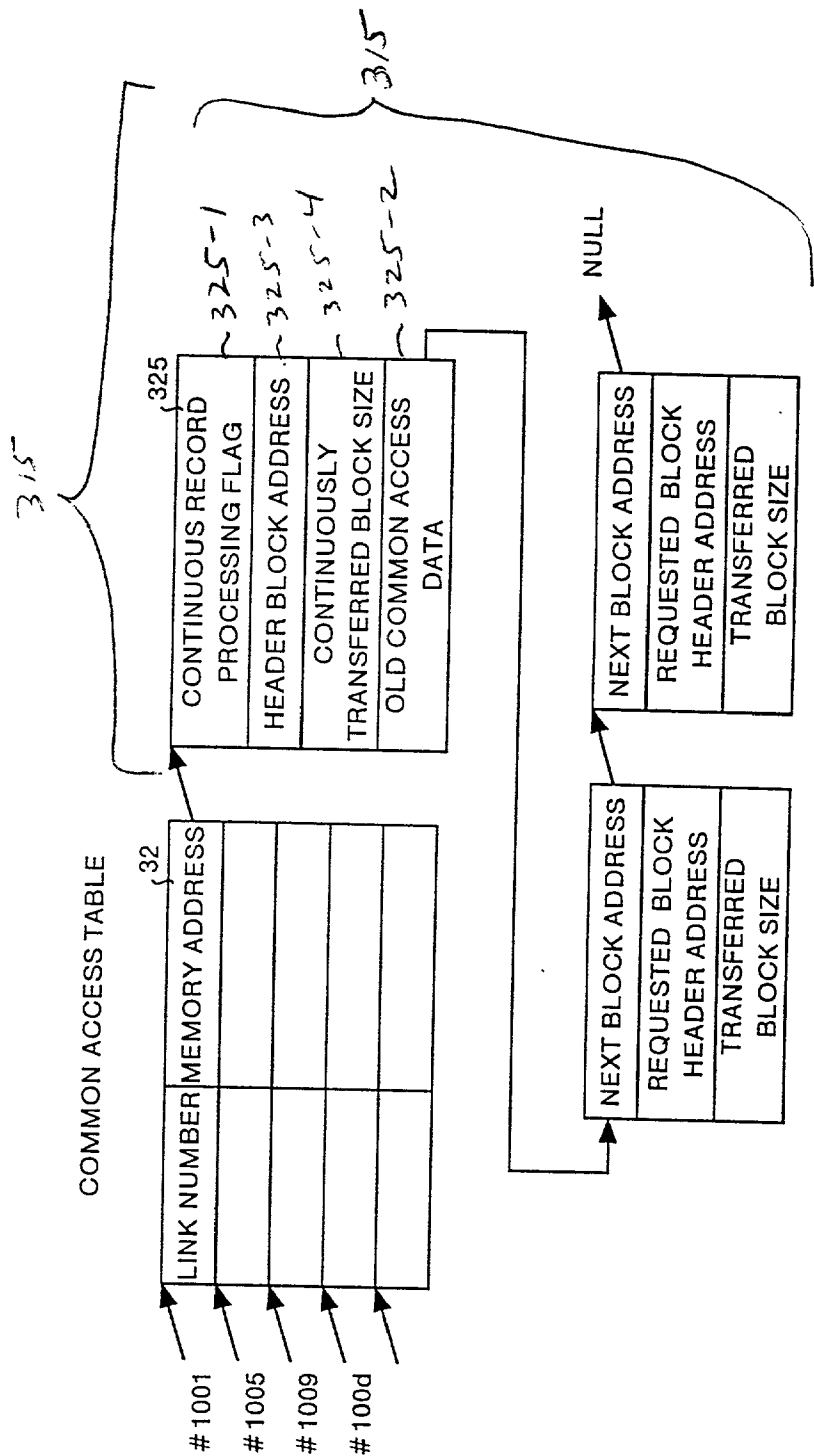 315
315
COMMON ACCESS TABLE
#1001
#1005
#1009
#100d
32
LINK NUMBER
MEMORY ADDRESS
325
CONTINUOUS RECORD
PROCESSING FLAG
HEADER BLOCK ADDRESS
CONTINUOUSLY
TRANSFERRED BLOCK SIZE
OLD COMMON ACCESS
DATA
~325-1
~325-3
~325-4
~325-2
NEXT BLOCK ADDRESS
REQUESTED BLOCK
HEADER ADDRESS
TRANSFERRED
BLOCK SIZE
NEXT BLOCK ADDRESS
REQUESTED BLOCK
HEADER ADDRESS
TRANSFERRED
BLOCK SIZE
NULL